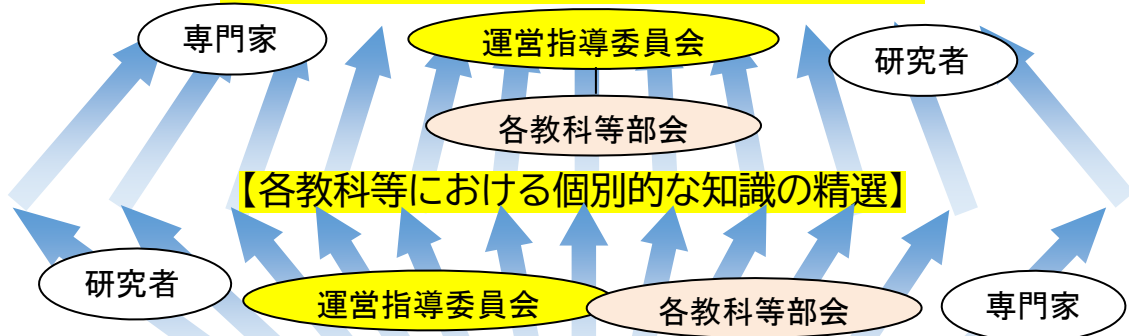 専門家
運営指導委員会
研究者
各教科等部会
【各教科等における個別的な知識の精選】
研究者
運営指導委員会
各教科等部会
専門家